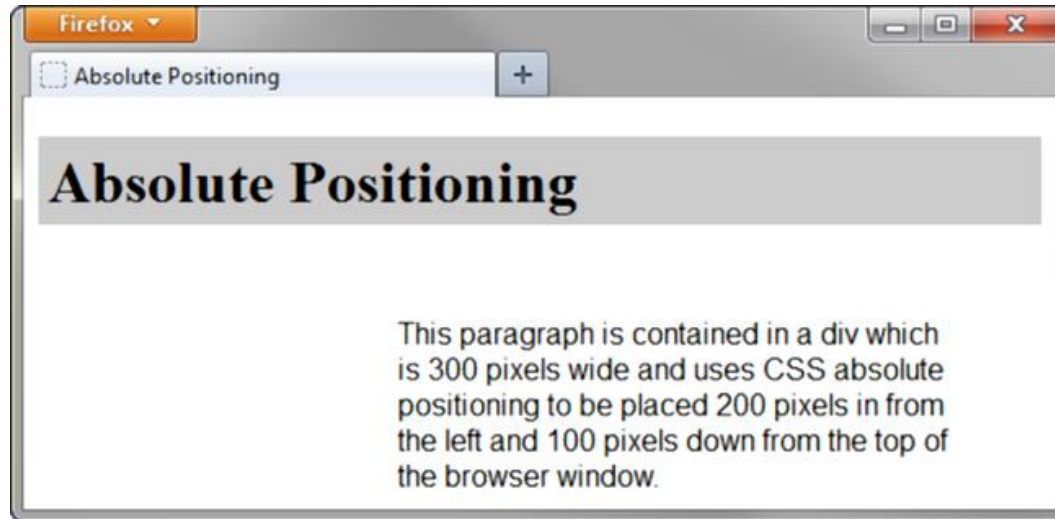 Firefox
Absolute Positioning
Absolute Positioning
This paragraph is contained in a div which
is 300 pixels wide and uses CSS absolute
positioning to be placed 200 pixels in from
the left and 100 pixels down from the top of
the browser window.